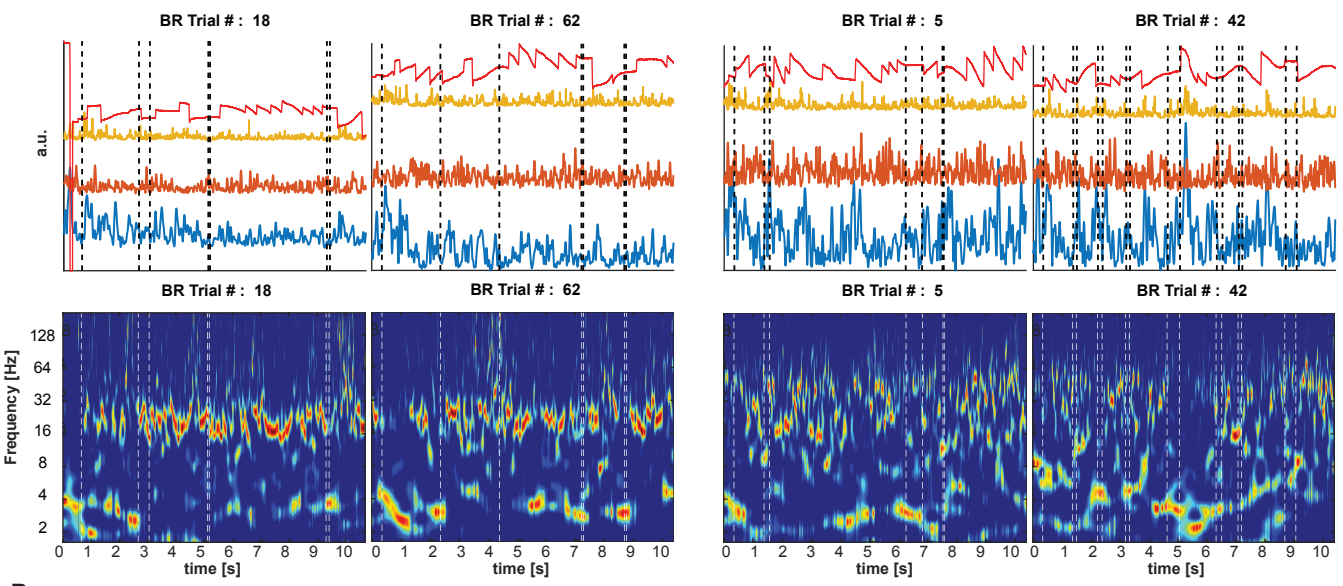 BR Trial # : 18
BR Trial # : 62
BR Trial # : 5
BR Trial # : 42
a.u.
BR Trial # : 18
BR Trial # : 62
BR Trial # : 5
BR Trial # : 42
Frequency [Hz]
128
64
32
16
8
4
2
0 1 2 3 4 5 6 7 8 9 10
0 1 2 3 4 5 6 7 8 9 10
0 1 2 3 4 5 6 7 8 9 10
0 1 2 3 4 5 6 7 8 9 10
time [s]
time [s]
time [s]
time [s]